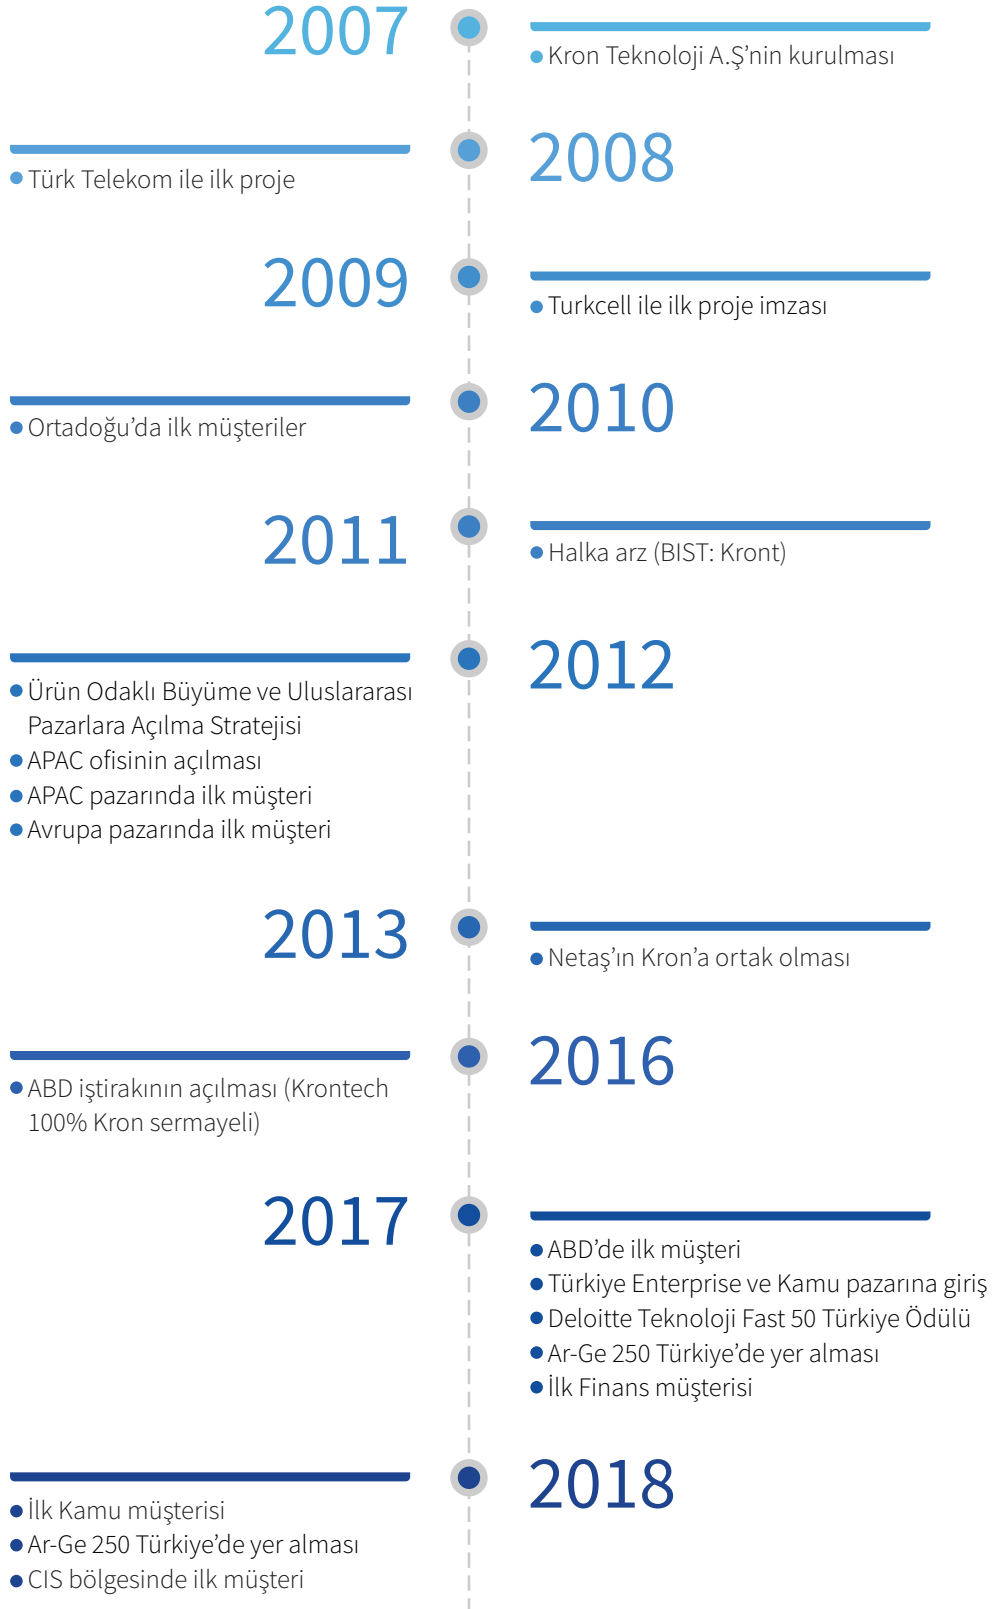 2007
Kron Teknoloji A.Ş’nin kurulması
2008
Türk Telekom ile ilk proje
2009
Turkcell ile ilk proje imzası
2010
Ortadoğu’da ilk müşteriler
2011
Halka arz (BIST: Kront)
2012
Ürün Odaklı Büyüme ve Uluslararası
Pazarlara Açılma Stratejisi
APAC ofisinin açılması
APAC pazarında ilk müşteri
Avrupa pazarında ilk müşteri
2013
Netaş’ın Kron’a ortak olması
2016
ABD iştirakının açılması (Krontech
100% Kron sermayeli)
2017
ABD’de ilk müşteri
Türkiye Enterprise ve Kamu pazarına giriş
Deloitte Teknoloji Fast 50 Türkiye Ödülü
Ar-Ge 250 Türkiye’de yer alması
İlk Finans müşterisi
2018
İlk Kamu müşterisi
Ar-Ge 250 Türkiye’de yer alması
CIS bölgesinde ilk müşteri